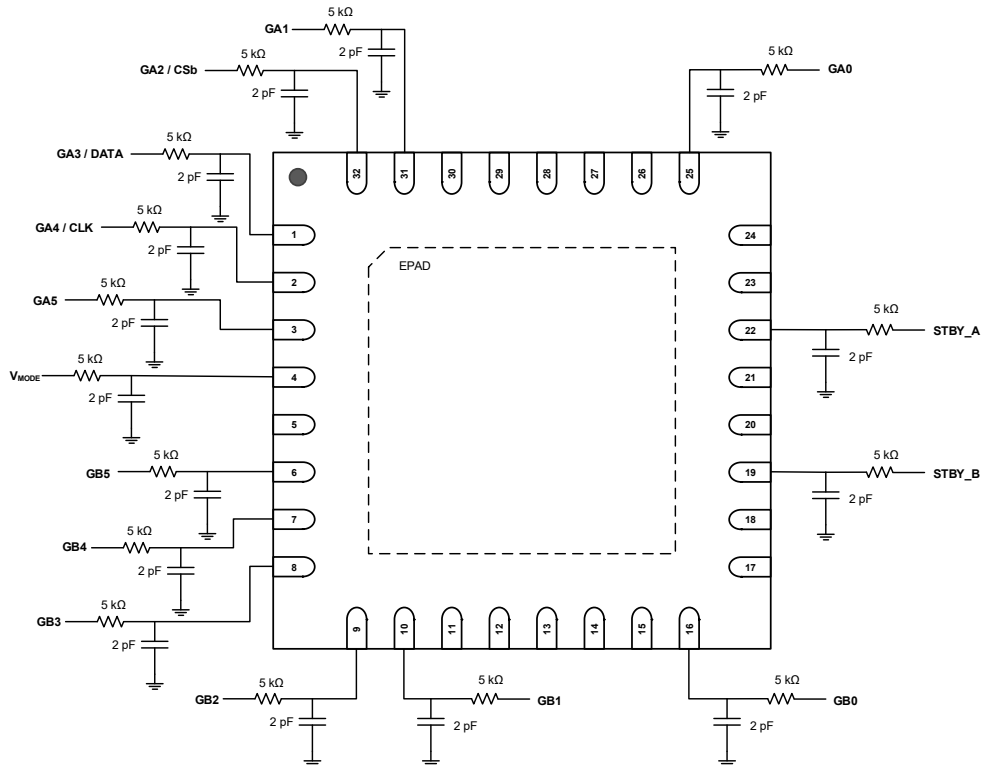 GA1
5 kΩ
2 pF
GA2 / CSb
5 kΩ
2 pF
5 kΩ
GA0
2 pF
GA3 / DATA
5 kΩ
2 pF
GA4 / CLK
5 kΩ
2 pF
GA5
5 kΩ
2 pF
VMODE
5 kΩ
2 pF
GB5
5 kΩ
2 pF
GB4
5 kΩ
2 pF
GB3
5 kΩ
2 pF
32
31
30
29
28
27
26
25
1
2
3
4
5
6
7
8
EPAD
24
23
22
21
20
19
18
17
5 kΩ
STBY_A
2 pF
5 kΩ
STBY_B
2 pF
9
10
11
12
13
14
15
16
GB2
5 kΩ
2 pF
5 kΩ
GB1
2 pF
5 kΩ
GB0
2 pF